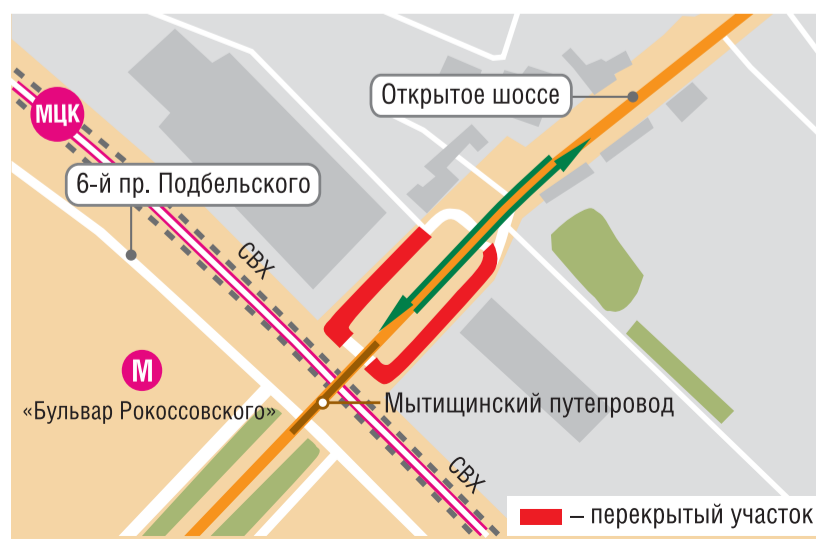 Открытое шоссе
МЦК
6-й пр. Подбельского
СВХ
М
«Бульвар Рокоссовского»
Мытищинский путепровод
СВХ
– перекрытый участок